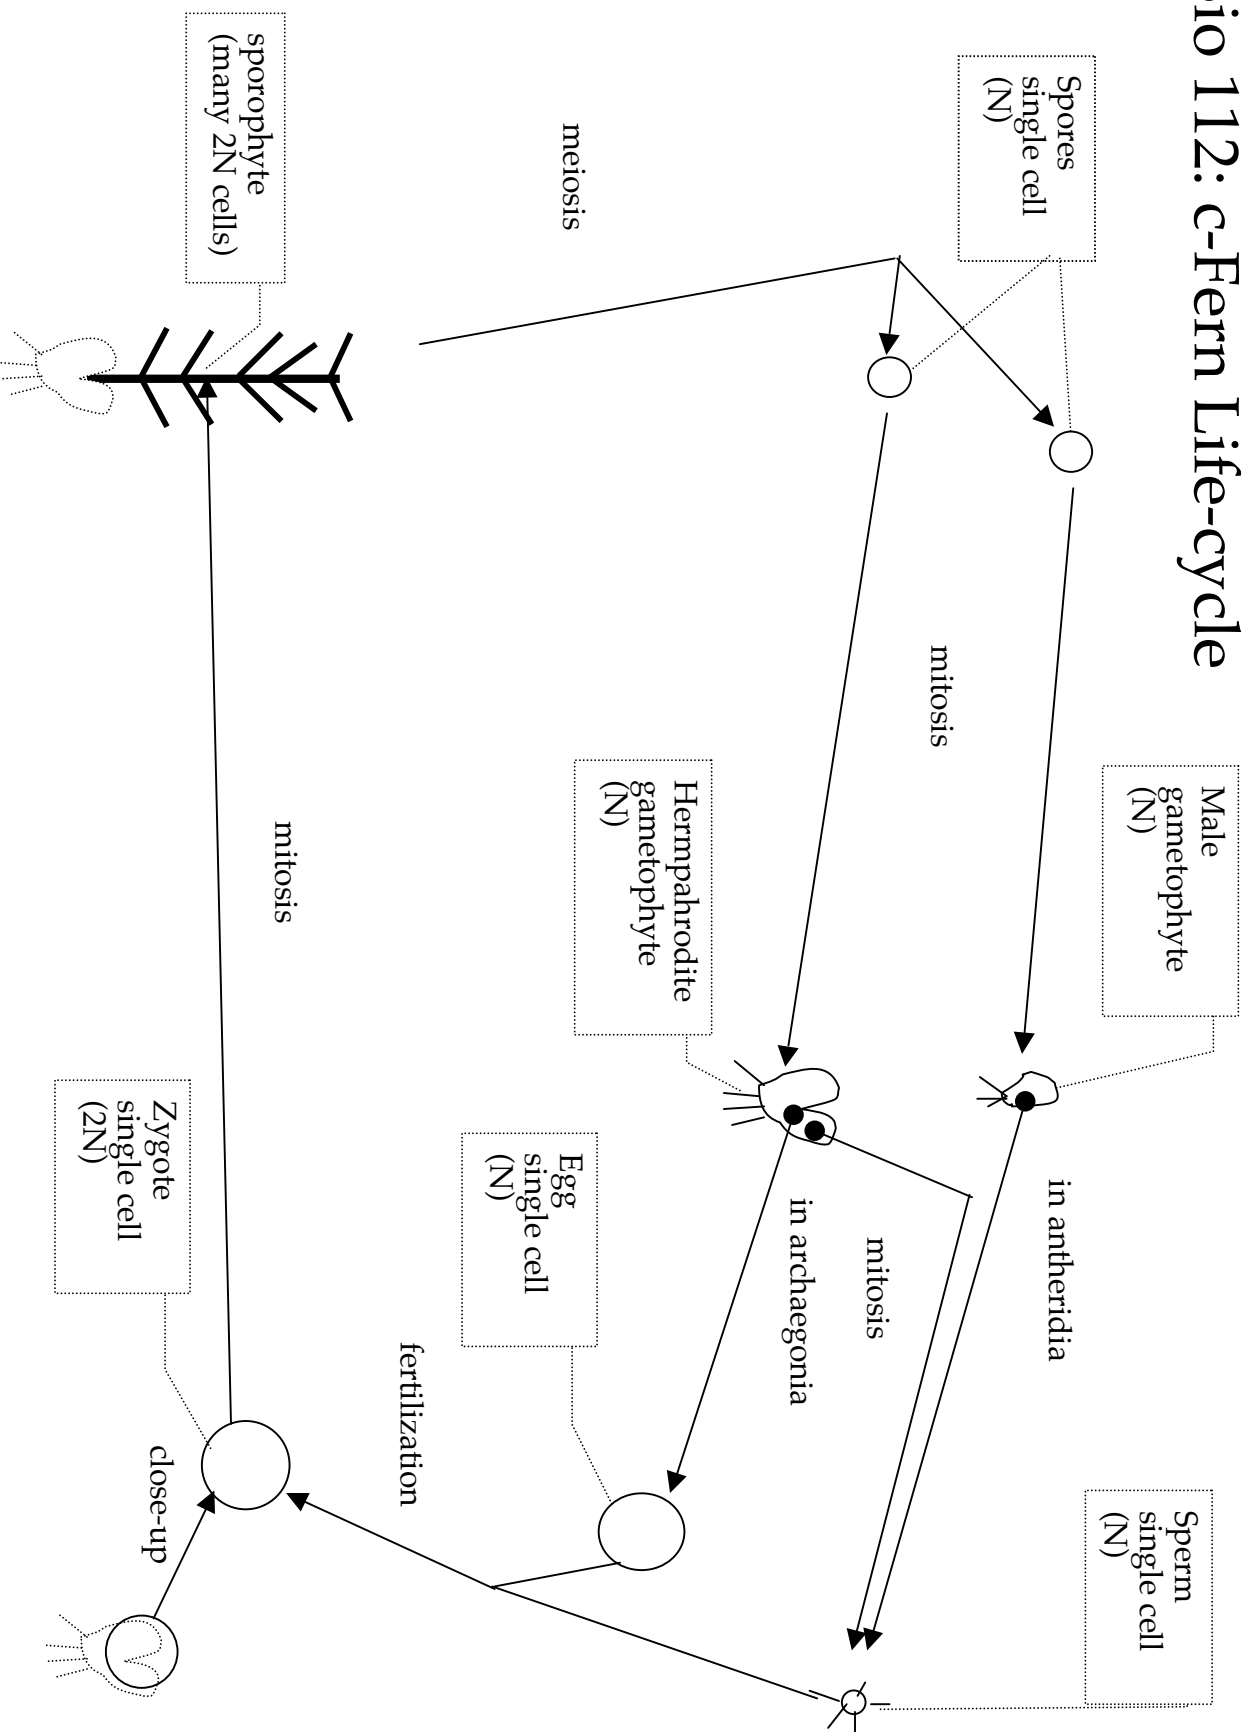 Bio 112: c-Fern Life-cycle
Male
gametophyte
(N)
Sperm
single cell
(N)
Spores
single cell
(N)
in antheridia
mitosis
mitosis
in archaegonia
Hermpahrodite
gametophyte
(N)
Egg
single cell
(N)
meiosis
fertilization
mitosis
sporophyte
(many 2N cells)
Zygote
single cell
(2N)
close-up